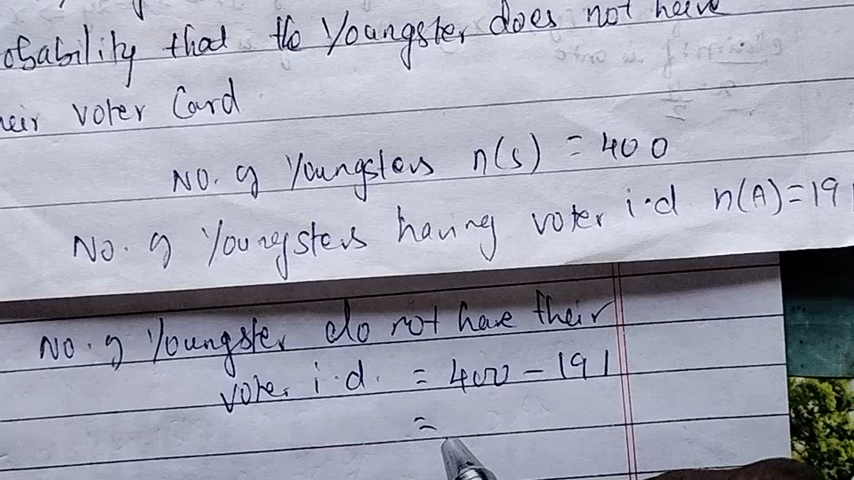 obability that the Youngster does not have
heir voter Card
No. of Youngsters n(s) = 400
No. of Youngsters having voter i.d n(A)=19
No. of Youngster do not have their
voter i.d. = 400 - 191
=